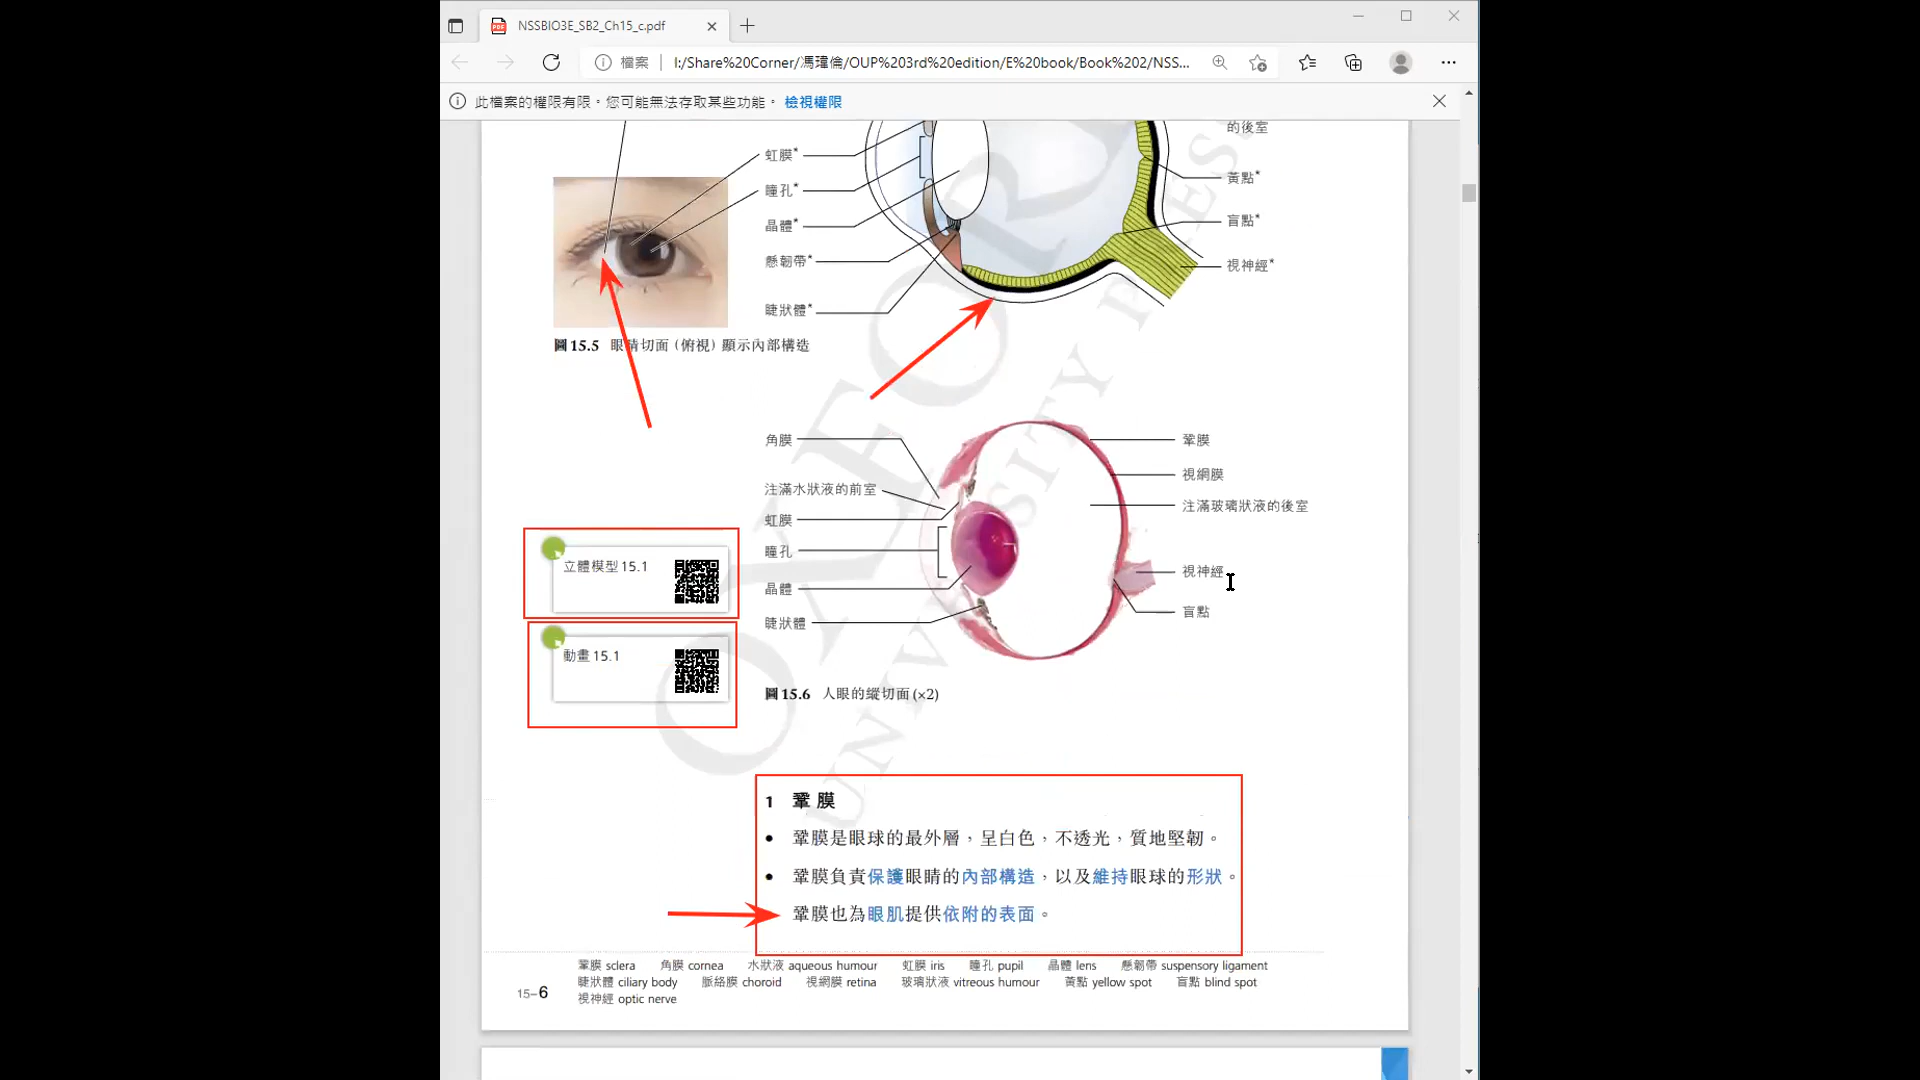 NSSBIO3E_SB2_Ch15_c.pdf
檔案 I:/Share%20Corner/馮瑋倫/OUP%203rd%20edition/E%20book/Book%202/NSS...
此檔案的權限有限。您可能無法存取某些功能。 檢視權限
的後室
虹膜*
黃點*
瞳孔*
盲點*
晶體*
懸韌帶*
視神經*
睫狀體*
圖 15.5 眼睛切面 (俯視) 顯示內部構造
角膜
鞏膜
視網膜
注滿水狀液的前室
注滿玻璃狀液的後室
虹膜
瞳孔
立體模型 15.1
視神經
晶體
盲點
睫狀體
動畫 15.1
圖 15.6 人眼的縱切面 (×2)
OXFORD
UNIVERSITY PRESS
1 鞏膜
• 鞏膜是眼球的最外層，呈白色，不透光，質地堅韌。
• 鞏膜負責保護眼睛的內部構造，以及維持眼球的形狀。
鞏膜也為眼肌提供依附的表面。
鞏膜 sclera 角膜 cornea 水狀液 aqueous humour 虹膜 iris 瞳孔 pupil 晶體 lens 懸韌帶 suspensory ligament
睫狀體 ciliary body 脈絡膜 choroid 視網膜 retina 玻璃狀液 vitreous humour 黃點 yellow spot 盲點 blind spot
視神經 optic nerve
15–6